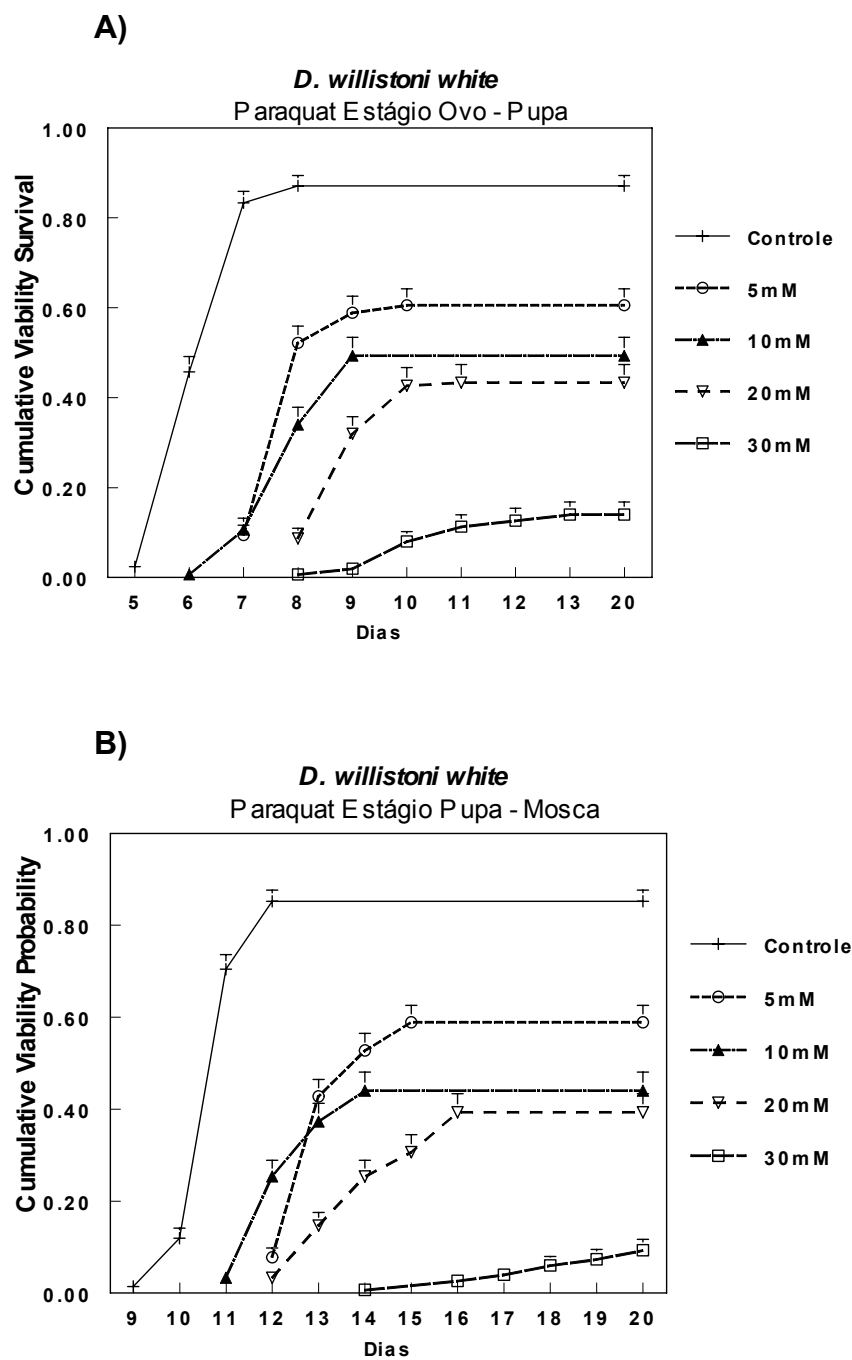 A)
D. willistoni white
Paraquat Estágio Ovo - Pupa
Cumulative Viability Survival
1.00
0.80
0.60
0.40
0.20
0.00
5 6 7 8 9 10 11 12 13 20
Dias
Controle
5mM
10mM
20mM
30mM
B)
D. willistoni white
Paraquat Estágio Pupa - Mosca
Cumulative Viability Probability
1.00
0.80
0.60
0.40
0.20
0.00
9 10 11 12 13 14 15 16 17 18 19 20
Dias
Controle
5mM
10mM
20mM
30mM